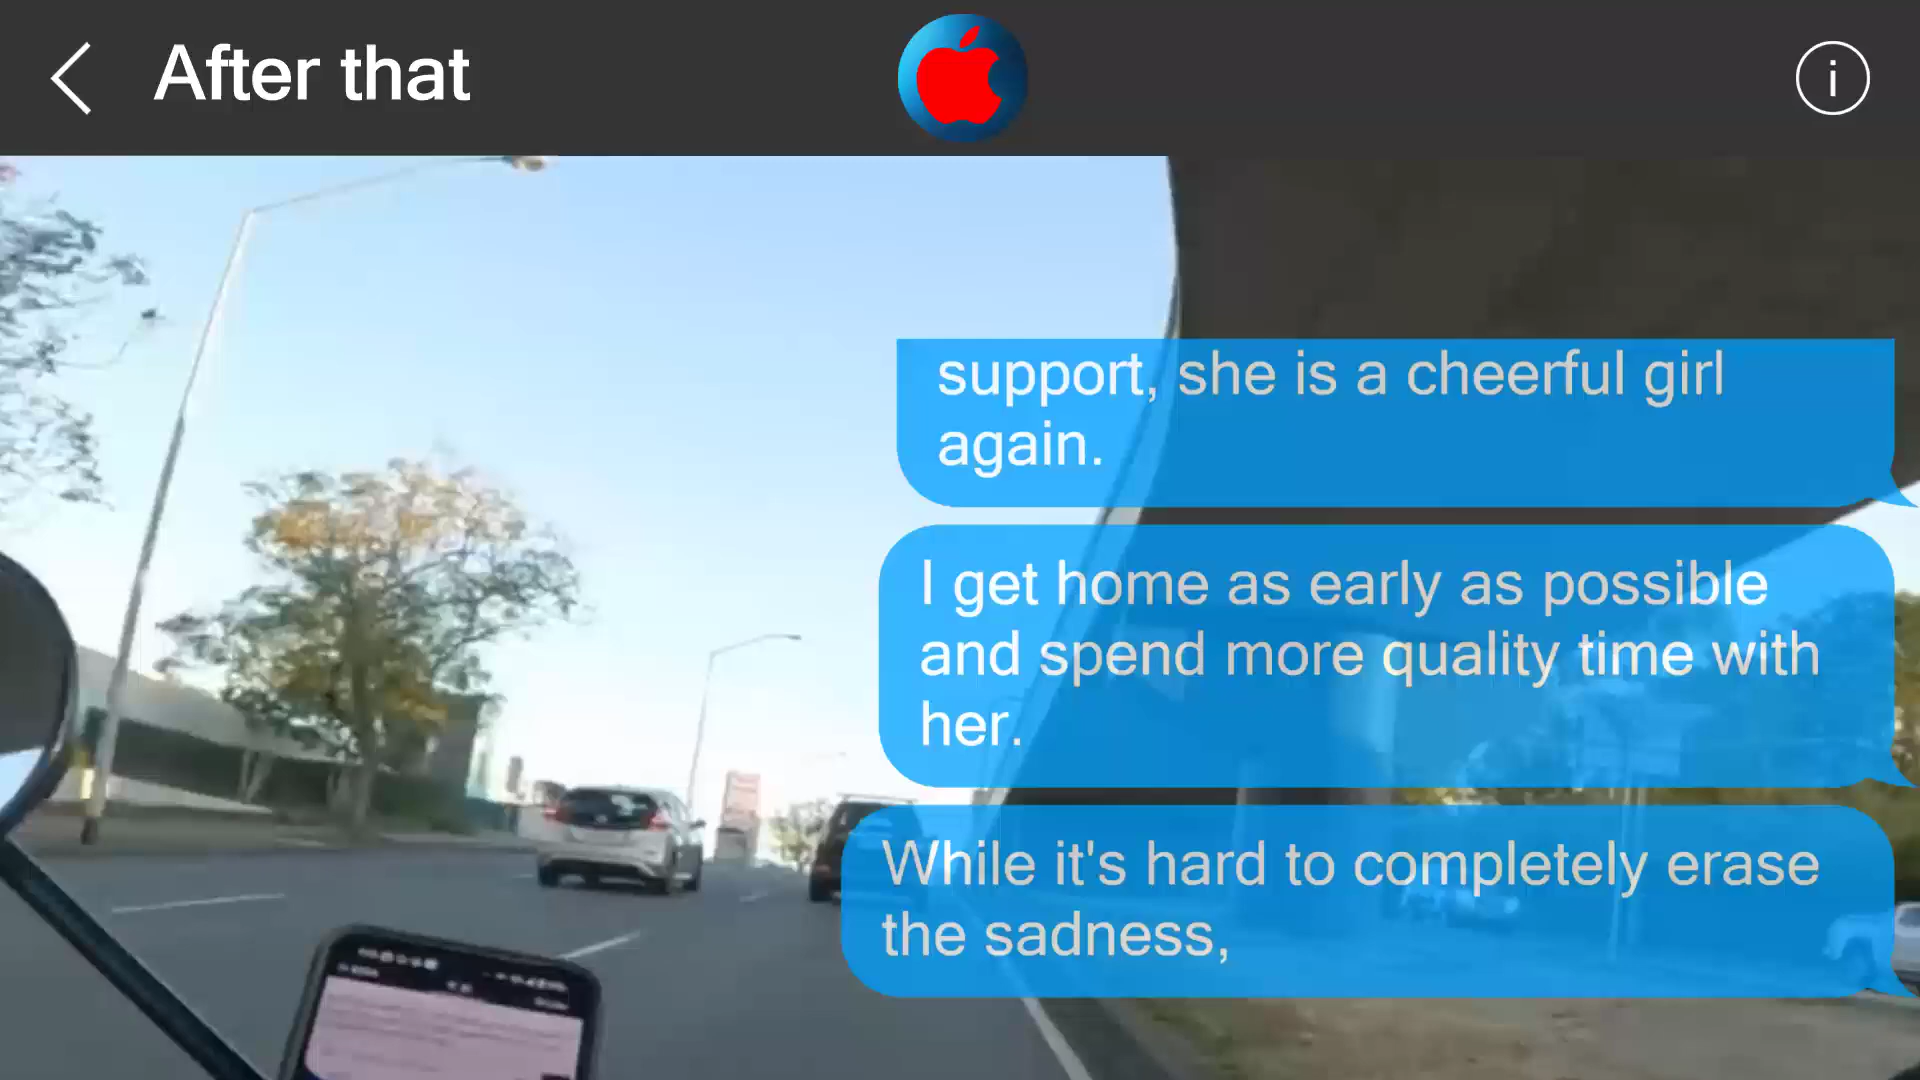 After that
support, she is a cheerful girl
again.
I get home as early as possible
and spend more quality time with
her.
While it's hard to completely erase
the sadness,